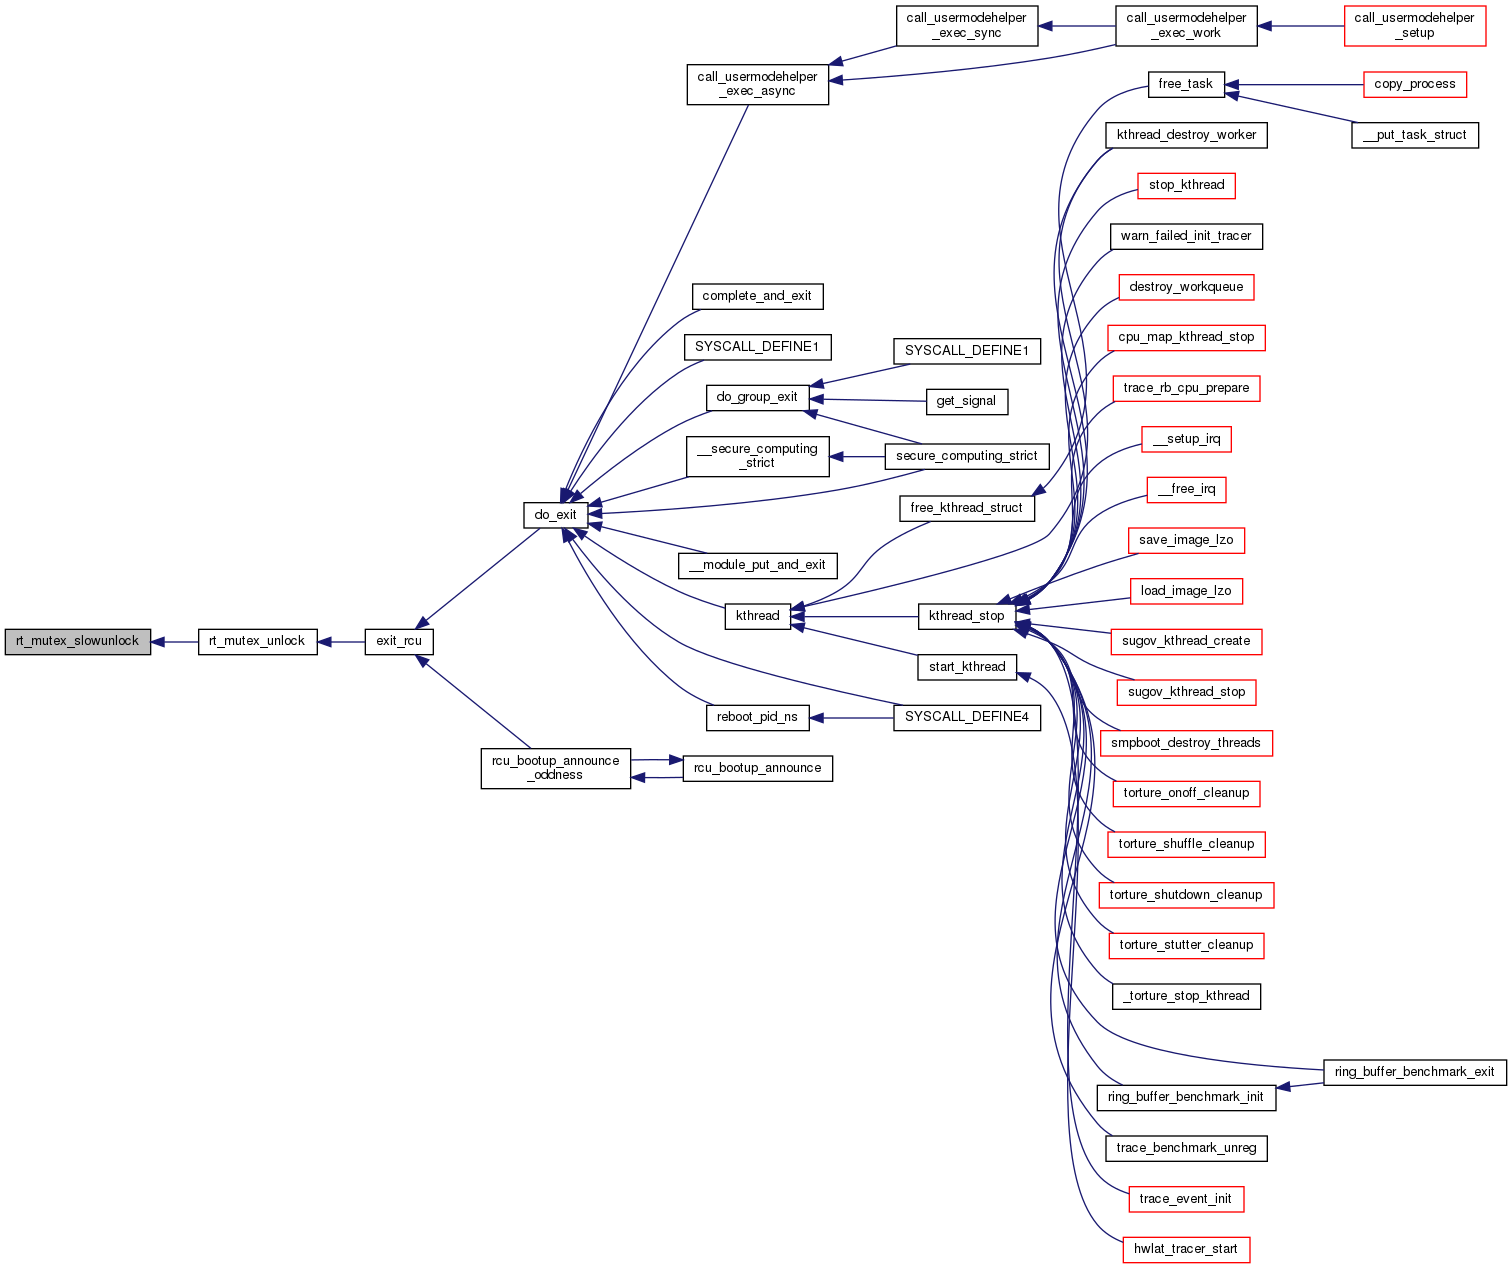 call_usermodehelper
_exec_sync
call_usermodehelper
_exec_work
call_usermodehelper
_setup
call_usermodehelper
_exec_async
free_task
copy_process
kthread_destroy_worker
__put_task_struct
stop_kthread
warn_failed_init_tracer
destroy_workqueue
complete_and_exit
cpu_map_kthread_stop
SYSCALL_DEFINE1
SYSCALL_DEFINE1
trace_rb_cpu_prepare
do_group_exit
get_signal
__setup_irq
__secure_computing
_strict
secure_computing_strict
__free_irq
do_exit
free_kthread_struct
save_image_lzo
__module_put_and_exit
load_image_lzo
kthread
kthread_stop
rt_mutex_slowunlock
rt_mutex_unlock
exit_rcu
sugov_kthread_create
start_kthread
sugov_kthread_stop
reboot_pid_ns
SYSCALL_DEFINE4
smpboot_destroy_threads
rcu_bootup_announce
_oddness
rcu_bootup_announce
torture_onoff_cleanup
torture_shuffle_cleanup
torture_shutdown_cleanup
torture_stutter_cleanup
_torture_stop_kthread
ring_buffer_benchmark_exit
ring_buffer_benchmark_init
trace_benchmark_unreg
trace_event_init
hwlat_tracer_start